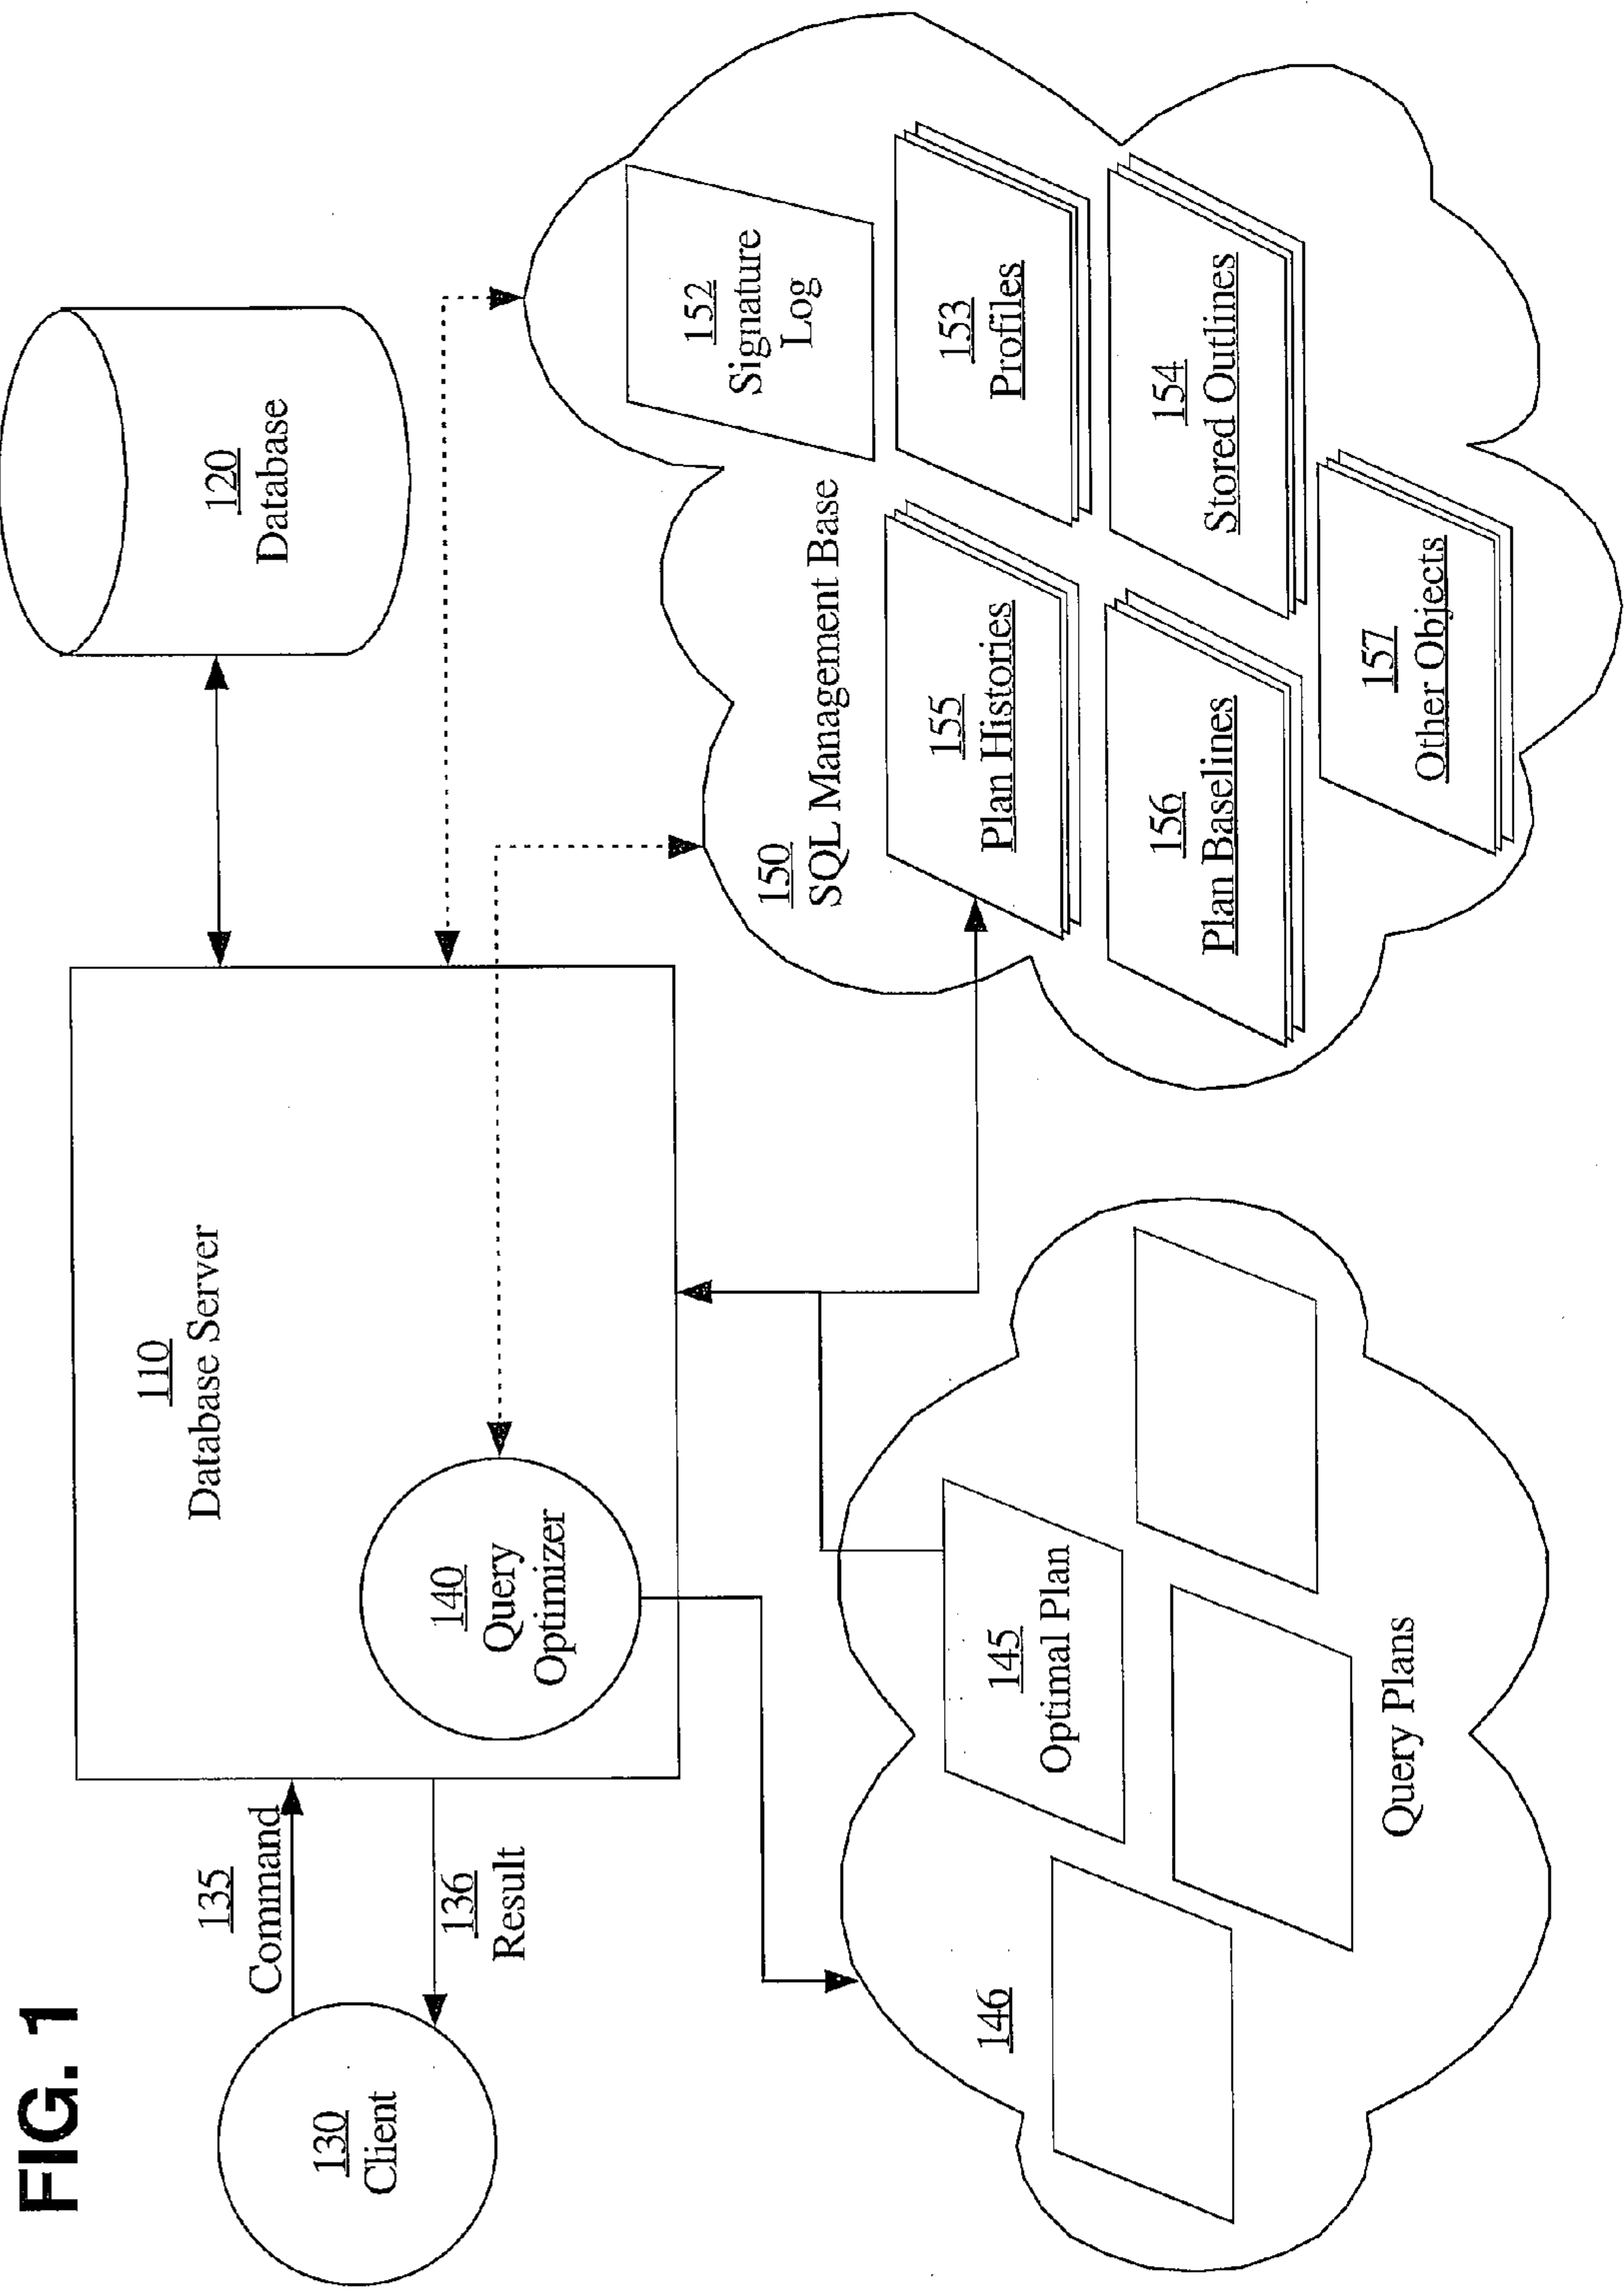 FIG. 1
130
Client
135
Command
136
Result
110
Database Server
140
Query
Optimizer
120
Database
146
145
Optimal Plan
Query Plans
150
SQL Management Base
152
Signature
Log
155
Plan Histories
153
Profiles
156
Plan Baselines
154
Stored Outlines
157
Other Objects